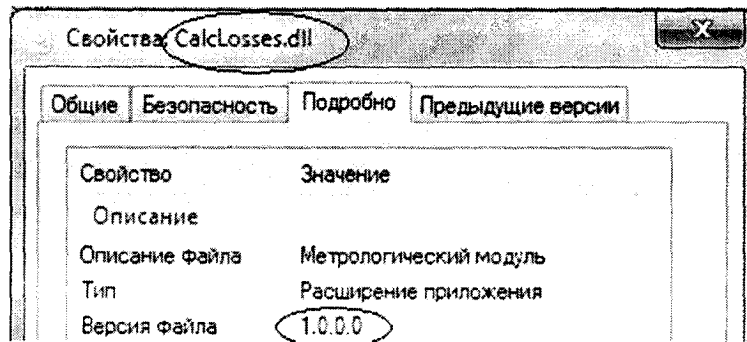 Свойства: CalcLosses.dll
Общие Безопасность Подробно Предыдущие версии
Свойство Значение
Описание
Описание файла Метрологический модуль
Тип Расширение приложения
Версия файла 1.0.0.0